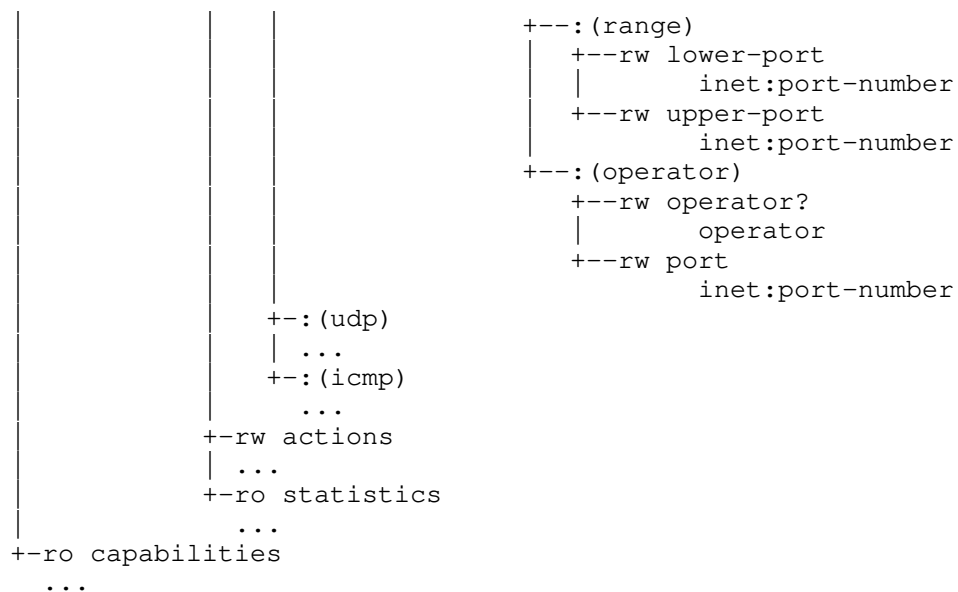 |           |   |               +--:(range)
|           |   |               |  +--rw lower-port
|           |   |               |  |       inet:port-number
|           |   |               |  +--rw upper-port
|           |   |               |          inet:port-number
|           |   |               +--:(operator)
|           |   |                  +--rw operator?
|           |   |                  |       operator
|           |   |                  +--rw port
|           |   |                          inet:port-number
|           |   +-:(udp)
|           |   | ...
|           |   +-:(icmp)
|           |     ...
|           +-rw actions
|           | ...
|           +-ro statistics
|             ...
+-ro capabilities
  ...